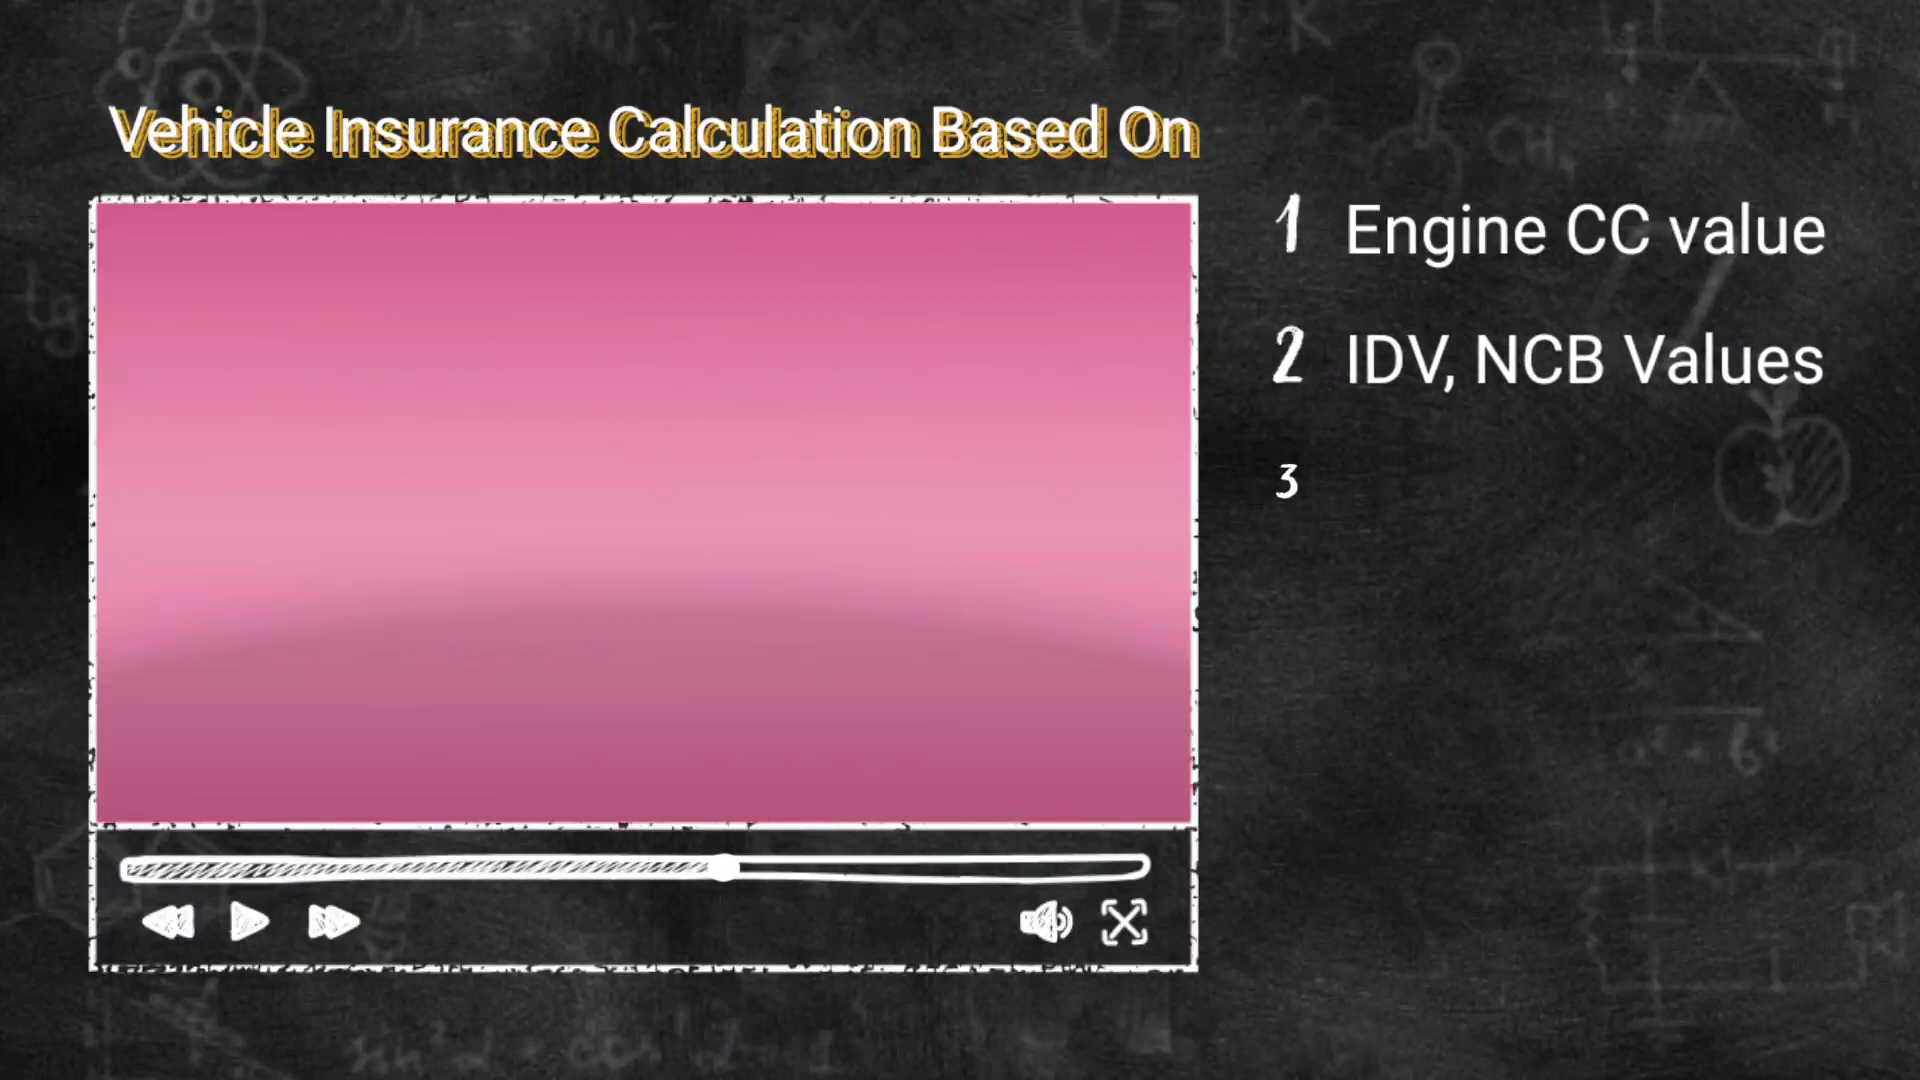 Vehicle Insurance Calculation Based On
1 Engine CC value
2 IDV, NCB Values
3